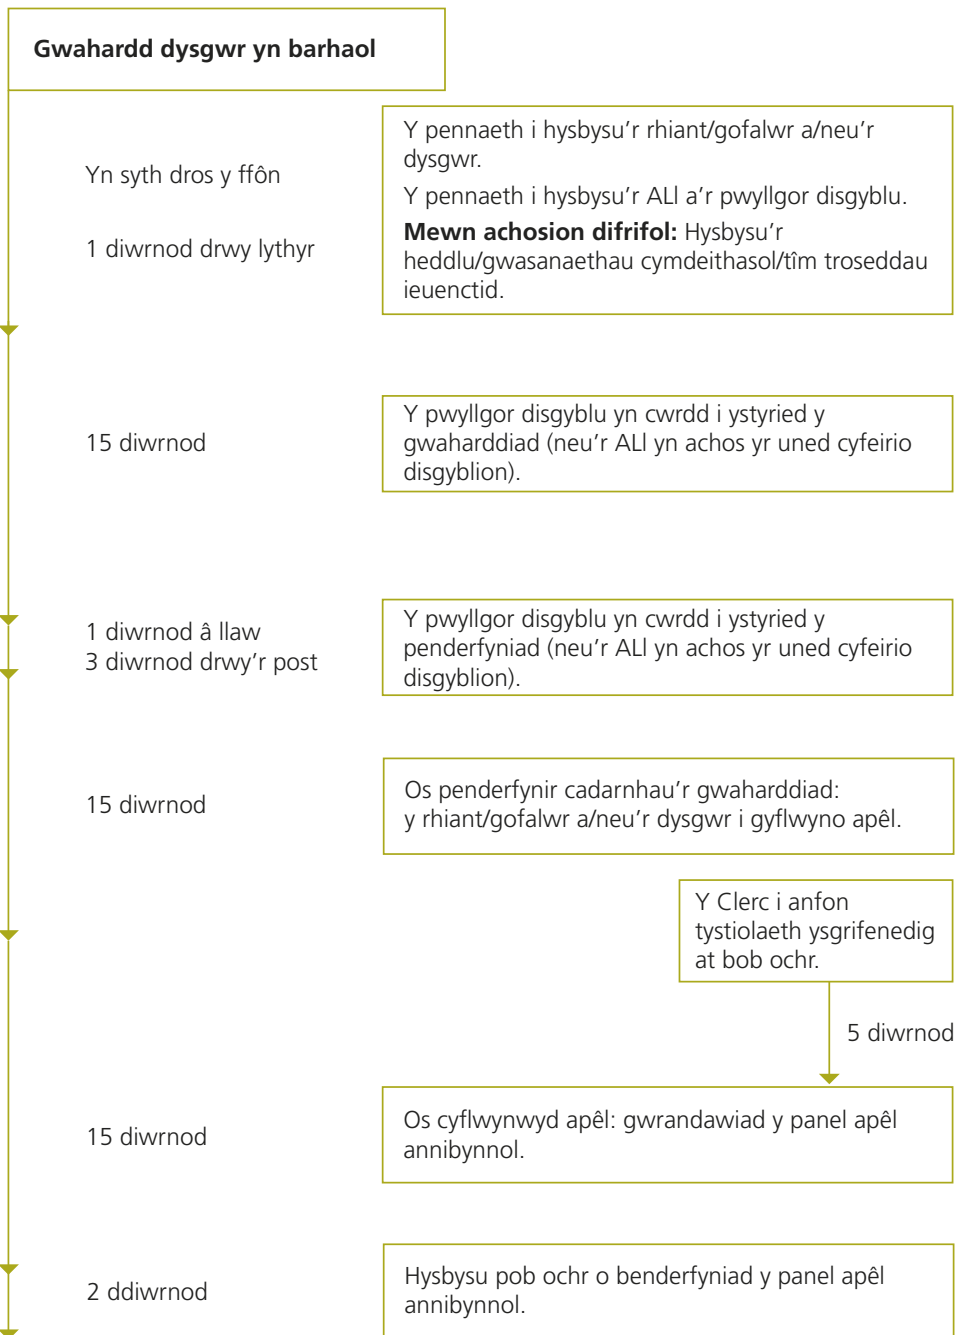 Gwahardd dysgwr yn barhaol
Yn syth dros y ffôn
1 diwrnod drwy lythyr
Y pennaeth i hysbysu'r rhiant/gofalwr a/neu'r
dysgwr.
Y pennaeth i hysbysu'r ALl a'r pwyllgor disgyblu.
Mewn achosion difrifol: Hysbysu'r
heddlu/gwasanaethau cymdeithasol/tîm troseddau
ieuenctid.
15 diwrnod
Y pwyllgor disgyblu yn cwrdd i ystyried y
gwaharddiad (neu'r ALl yn achos yr uned cyfeirio
disgyblion).
1 diwrnod â llaw
3 diwrnod drwy'r post
Y pwyllgor disgyblu yn cwrdd i ystyried y
penderfyniad (neu'r ALl yn achos yr uned cyfeirio
disgyblion).
15 diwrnod
Os penderfynir cadarnhau'r gwaharddiad:
y rhiant/gofalwr a/neu'r dysgwr i gyflwyno apêl.
Y Clerc i anfon
tystiolaeth ysgrifenedig
at bob ochr.
5 diwrnod
15 diwrnod
Os cyflwynwyd apêl: gwrandawiad y panel apêl
annibynnol.
2 ddiwrnod
Hysbysu pob ochr o benderfyniad y panel apêl
annibynnol.